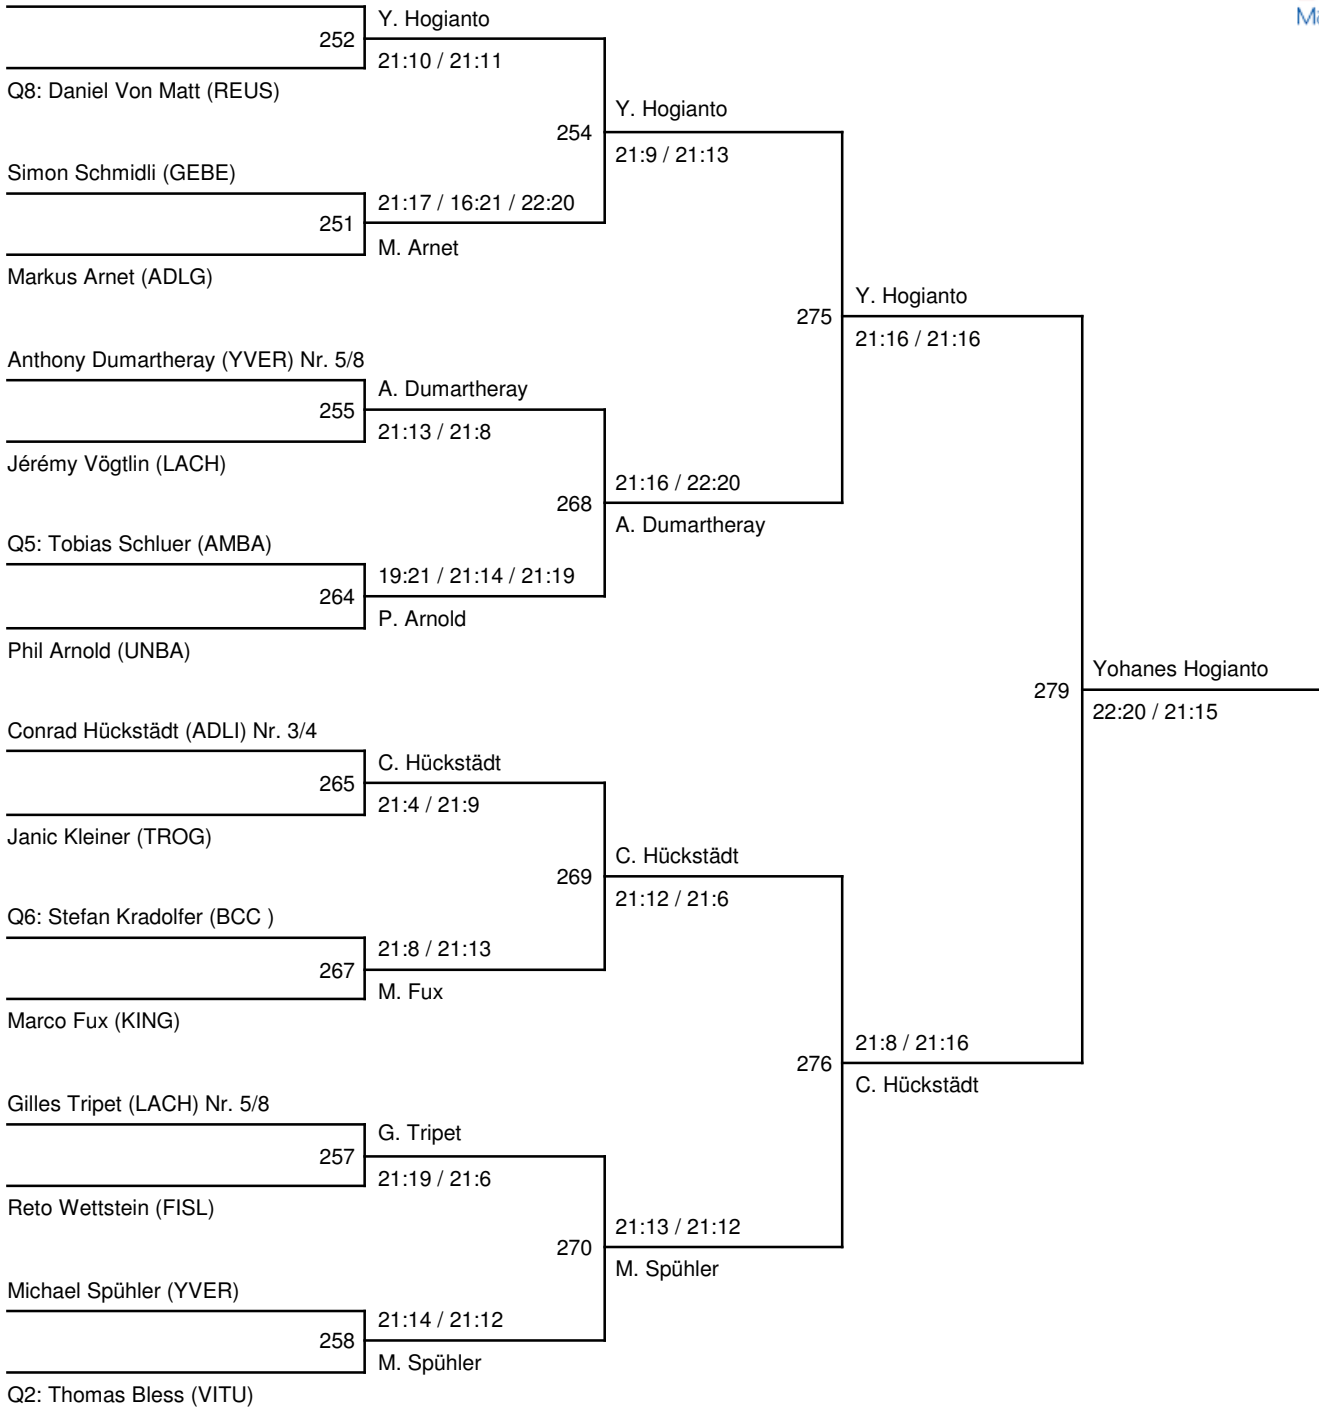 Y. Hogianto
252
21:10 / 21:11
Q8: Daniel Von Matt (REUS)
Y. Hogianto
254
21:9 / 21:13
Simon Schmidli (GEBE)
21:17 / 16:21 / 22:20
251
M. Arnet
Markus Arnet (ADLG)
Y. Hogianto
275
21:16 / 21:16
Anthony Dumartheray (YVER) Nr. 5/8
A. Dumartheray
255
21:13 / 21:8
Jérémy Vögtlin (LACH)
21:16 / 22:20
268
A. Dumartheray
Q5: Tobias Schluer (AMBA)
19:21 / 21:14 / 21:19
264
P. Arnold
Phil Arnold (UNBA)
Yohanes Hogianto
279
22:20 / 21:15
Conrad Hückstädt (ADLI) Nr. 3/4
C. Hückstädt
265
21:4 / 21:9
Janic Kleiner (TROG)
C. Hückstädt
269
21:12 / 21:6
Q6: Stefan Kradolfer (BCC )
21:8 / 21:13
267
M. Fux
Marco Fux (KING)
21:8 / 21:16
276
C. Hückstädt
Gilles Tripet (LACH) Nr. 5/8
G. Tripet
257
21:19 / 21:6
Reto Wettstein (FISL)
21:13 / 21:12
270
M. Spühler
Michael Spühler (YVER)
21:14 / 21:12
258
M. Spühler
Q2: Thomas Bless (VITU)